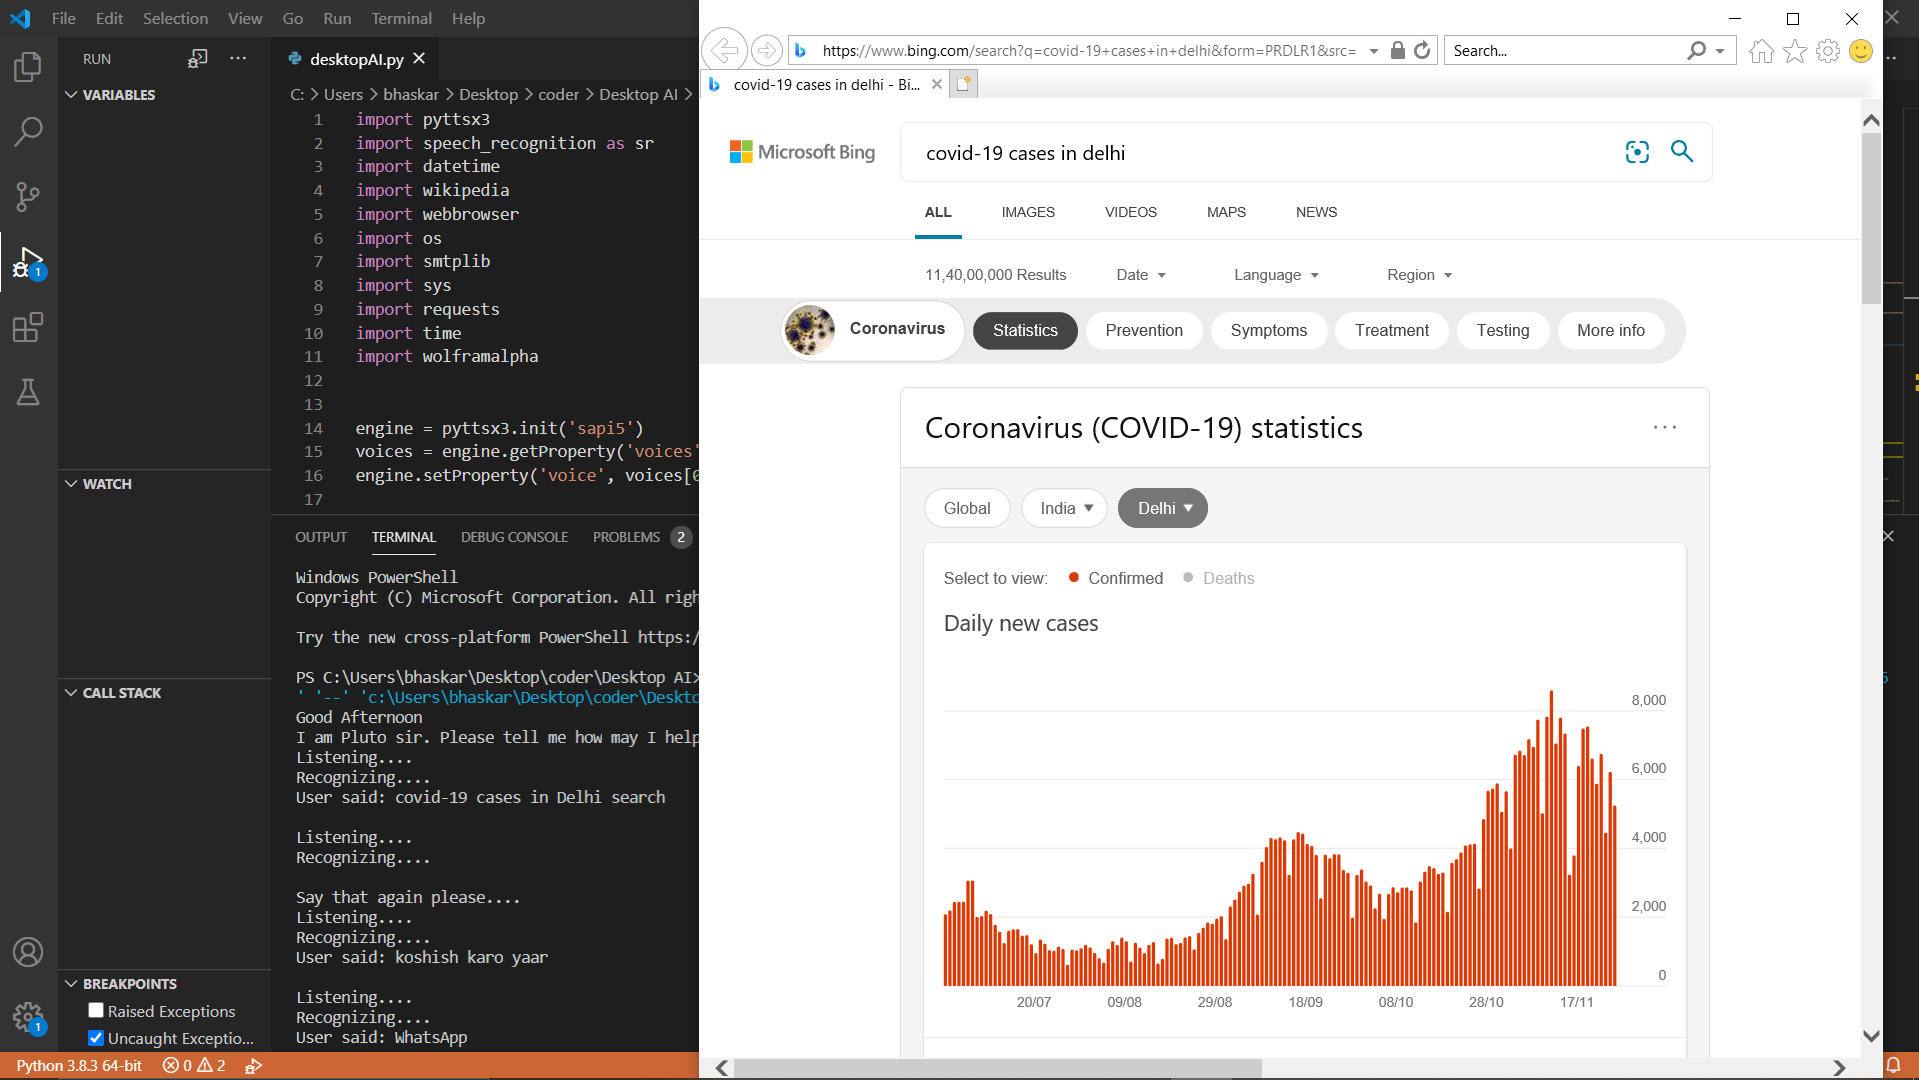 File Edit Selection View Go Run Terminal Help
RUN
VARIABLES
WATCH
CALL STACK
BREAKPOINTS
Raised Exceptions
Uncaught Exceptio...
desktopAI.py
C: > Users > bhaskar > Desktop > coder > Desktop AI >
1 import pyttsx3
2 import speech_recognition as sr
3 import datetime
4 import wikipedia
5 import webbrowser
6 import os
7 import smtplib
8 import sys
9 import requests
10 import time
11 import wolframalpha
12
13
14 engine = pyttsx3.init('sapi5')
15 voices = engine.getProperty('voices'
16 engine.setProperty('voice', voices[0
17
OUTPUT TERMINAL DEBUG CONSOLE PROBLEMS 2
Windows PowerShell
Copyright (C) Microsoft Corporation. All righ
Try the new cross-platform PowerShell https:/
PS C:\Users\bhaskar\Desktop\coder\Desktop AI>
' '--' 'c:\Users\bhaskar\Desktop\coder\Deskto
Good Afternoon
I am Pluto sir. Please tell me how may I help
Listening....
Recognizing....
User said: covid-19 cases in Delhi search
Listening....
Recognizing....
Say that again please....
Listening....
Recognizing....
User said: koshish karo yaar
Listening....
Recognizing....
User said: WhatsApp
1
1
Python 3.8.3 64-bit 0 2
https://www.bing.com/search?q=covid-19+cases+in+delhi&form=PRDLR1&src=
Search...
covid-19 cases in delhi - Bi...
Microsoft Bing
covid-19 cases in delhi
ALL IMAGES VIDEOS MAPS NEWS
11,40,00,000 Results Date Language Region
Coronavirus Statistics Prevention Symptoms Treatment Testing More info
Coronavirus (COVID-19) statistics
Global India Delhi
Select to view: Confirmed Deaths
Daily new cases
8,000
6,000
4,000
2,000
0
20/07 09/08 29/08 18/09 08/10 28/10 17/11